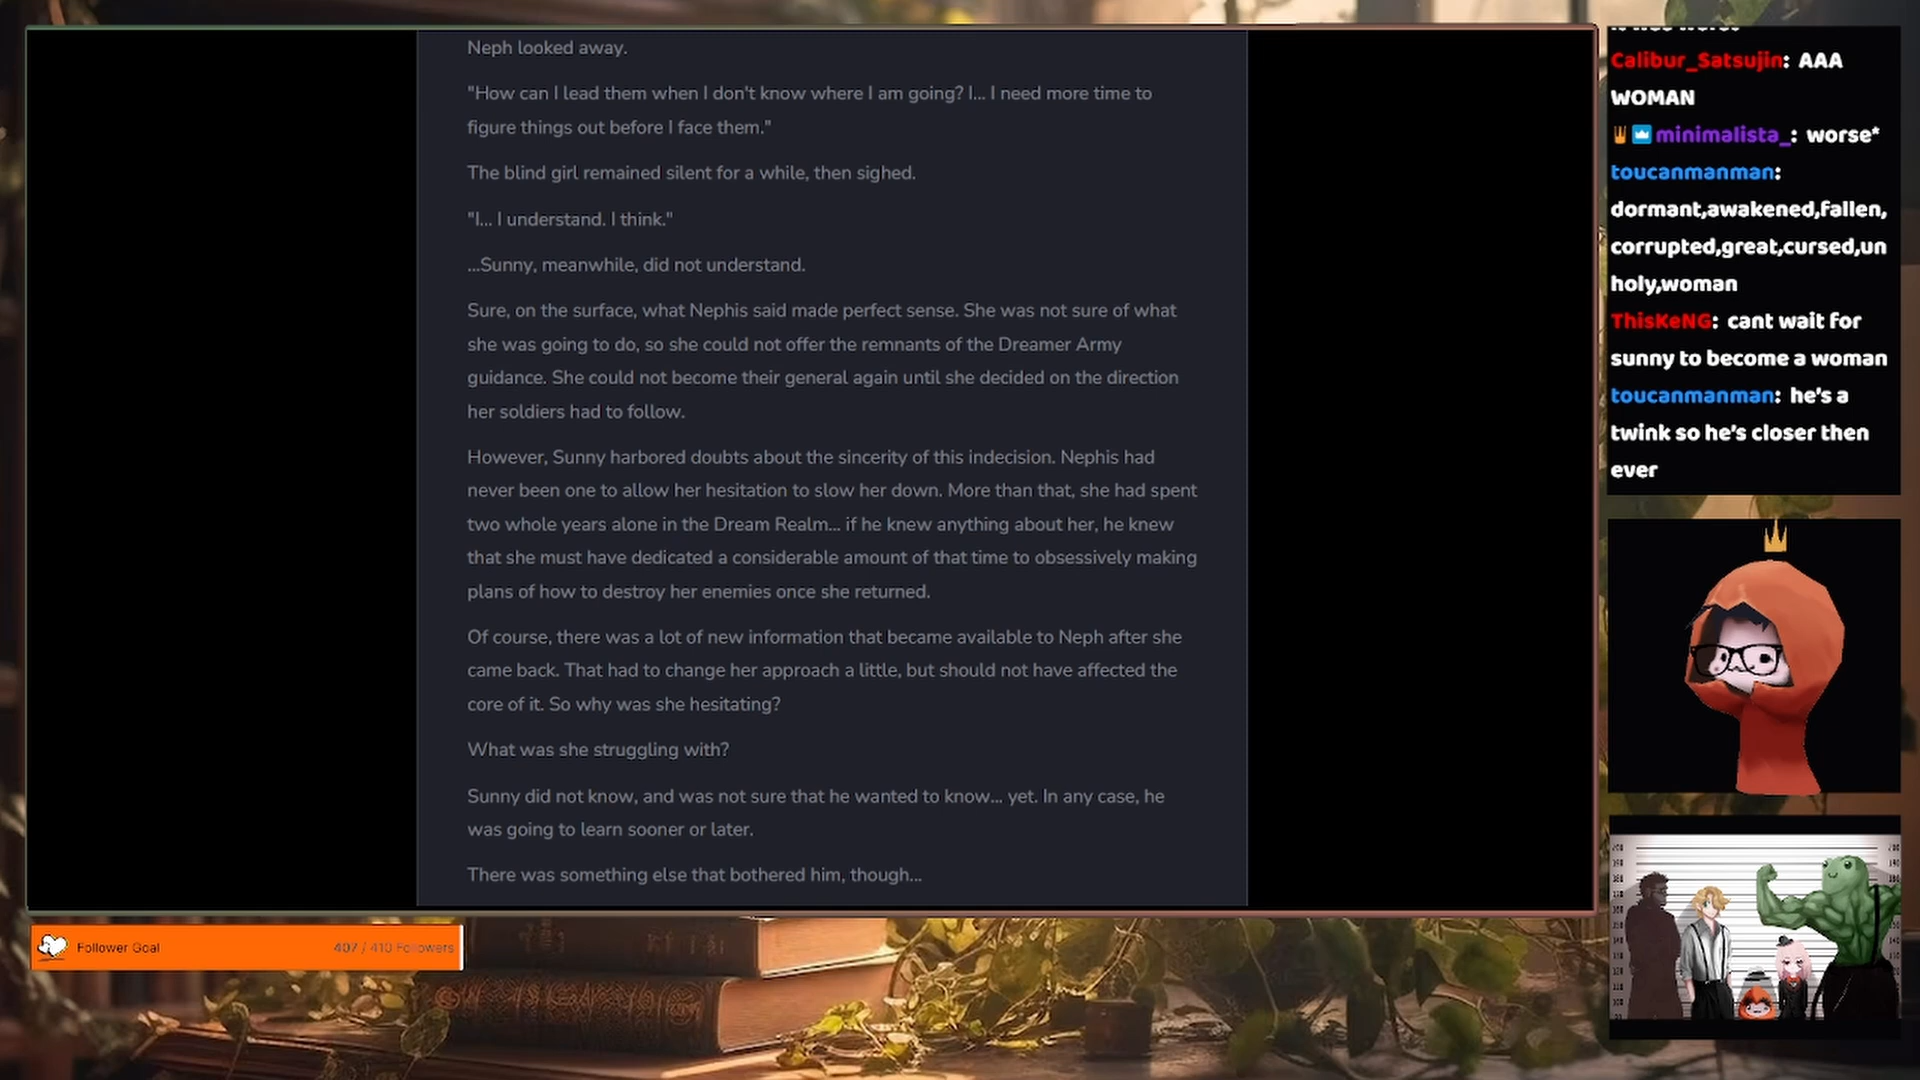 Neph looked away.
"How can I lead them when I don't know where I am going? I... I need more time to
figure things out before I face them."
The blind girl remained silent for a while, then sighed.
"I... I understand. I think."
...Sunny, meanwhile, did not understand.
Sure, on the surface, what Nephis said made perfect sense. She was not sure of what
she was going to do, so she could not offer the remnants of the Dreamer Army
guidance. She could not become their general again until she decided on the direction
her soldiers had to follow.
However, Sunny harbored doubts about the sincerity of this indecision. Nephis had
never been one to allow her hesitation to slow her down. More than that, she had spent
two whole years alone in the Dream Realm... if he knew anything about her, he knew
that she must have dedicated a considerable amount of that time to obsessively making
plans of how to destroy her enemies once she returned.
Of course, there was a lot of new information that became available to Neph after she
came back. That had to change her approach a little, but should not have affected the
core of it. So why was she hesitating?
What was she struggling with?
Sunny did not know, and was not sure that he wanted to know... yet. In any case, he
was going to learn sooner or later.
There was something else that bothered him, though...
Follower Goal
407 / 410 Followers
Calibur_Satsujin: AAA
WOMAN
minimalista_: worse*
toucanmanman:
dormant,awakened,fallen,
corrupted,great,cursed,un
holy,woman
ThisKeNG: cant wait for
sunny to become a woman
toucanmanman: he's a
twink so he's closer then
ever